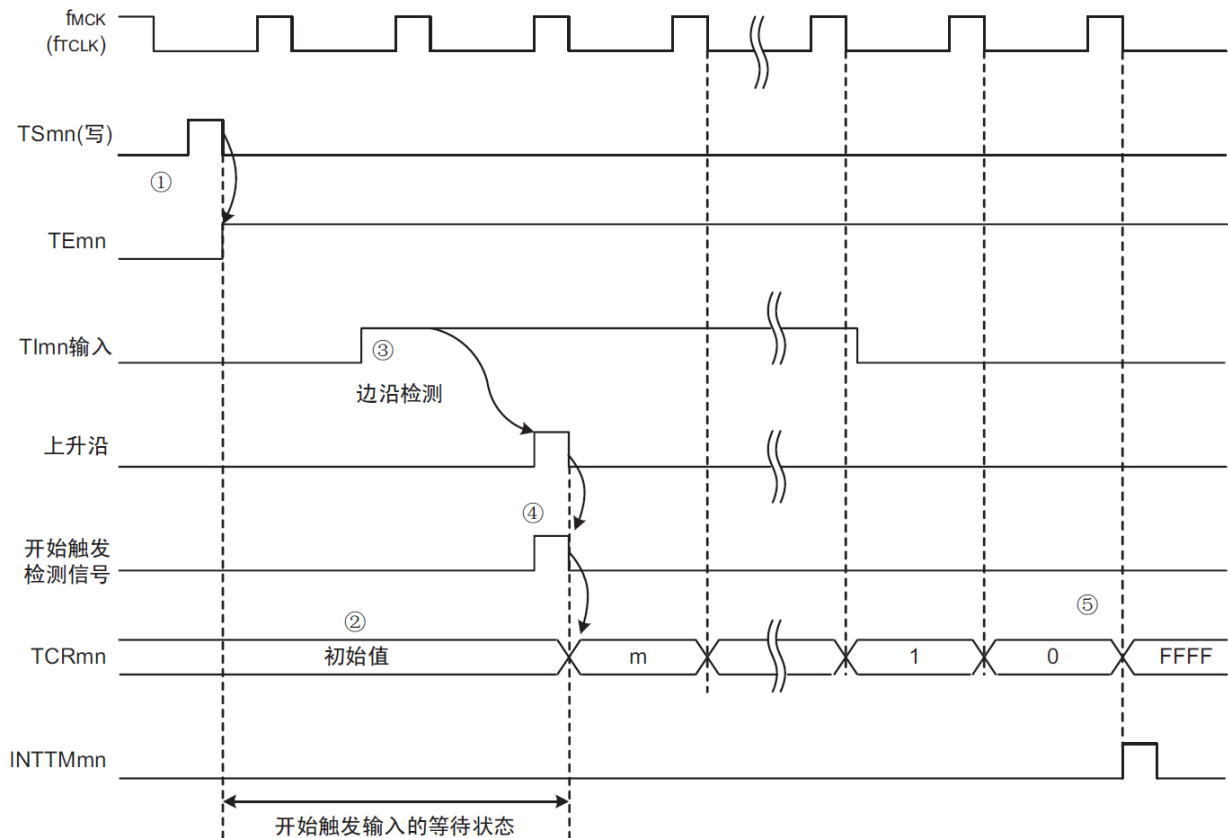 fMCK
(fTCLK)
TSmn(写)
①
TEmn
TImn输入
③
边沿检测
上升沿
④
开始触发
检测信号
②
⑤
TCRmn
初始值
m
1
0
FFFF
INTTMmn
开始触发输入的等待状态